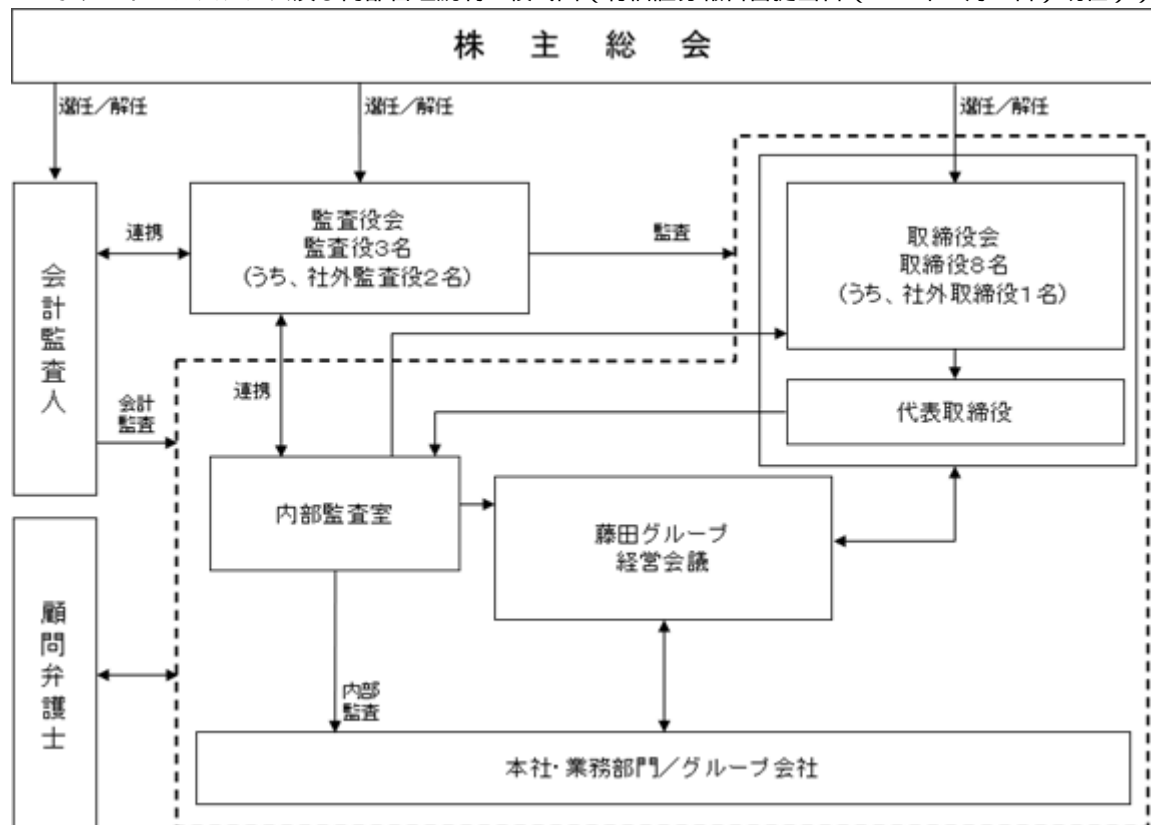 株主総会
選任／解任
選任／解任
選任／解任
監査役会
監査役3名
(うち、社外監査役2名)
取締役会
取締役8名
(うち、社外取締役1名)
連携
監査
会計監査人
連携
会計
監査
代表取締役
内部監査室
藤田グループ
経営会議
顧問弁護士
内部
監査
本社・業務部門／グループ会社